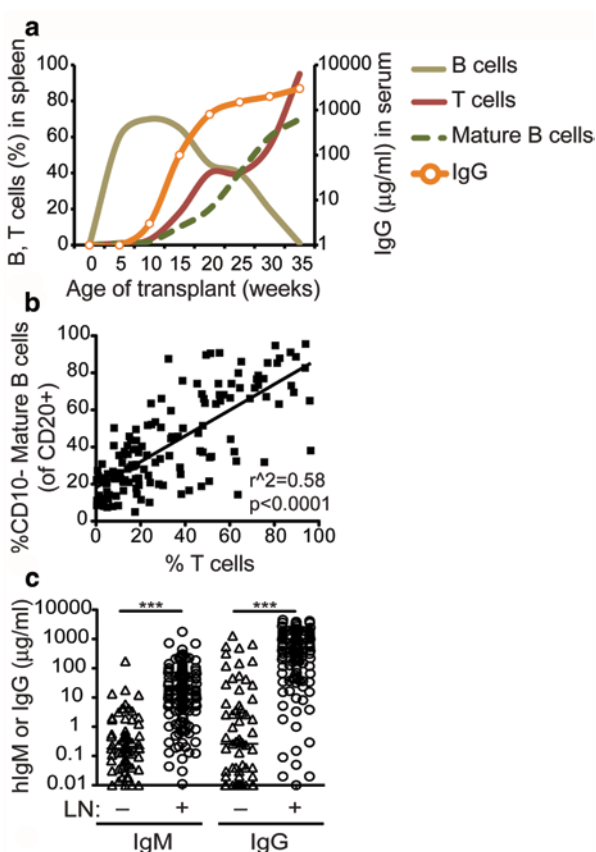 a
B, T cells (%) in spleen
100
80
60
40
20
0
10000
1000
100
10
1
IgG (µg/ml) in serum
0 5 10 15 20 25 30 35
Age of transplant (weeks)
B cells
T cells
Mature B cells
IgG
b
%CD10- Mature B cells
(of CD20+)
100
80
60
40
20
0
r^2=0.58
p<0.0001
0 20 40 60 80 100
% T cells
c
hIgM or IgG (µg/ml)
10000
1000
100
10
1
0.1
0.01
*** ***
LN: – + – +
IgM IgG